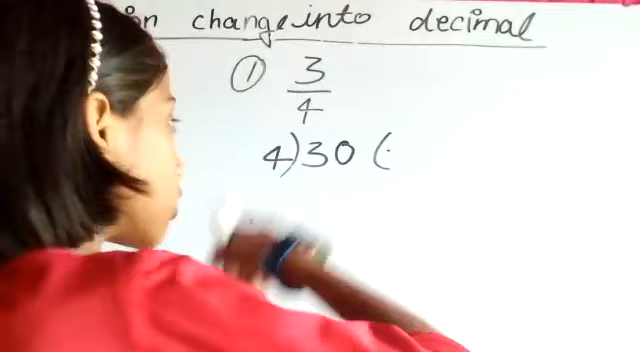 change into decimal
① 3/4
4)30(.